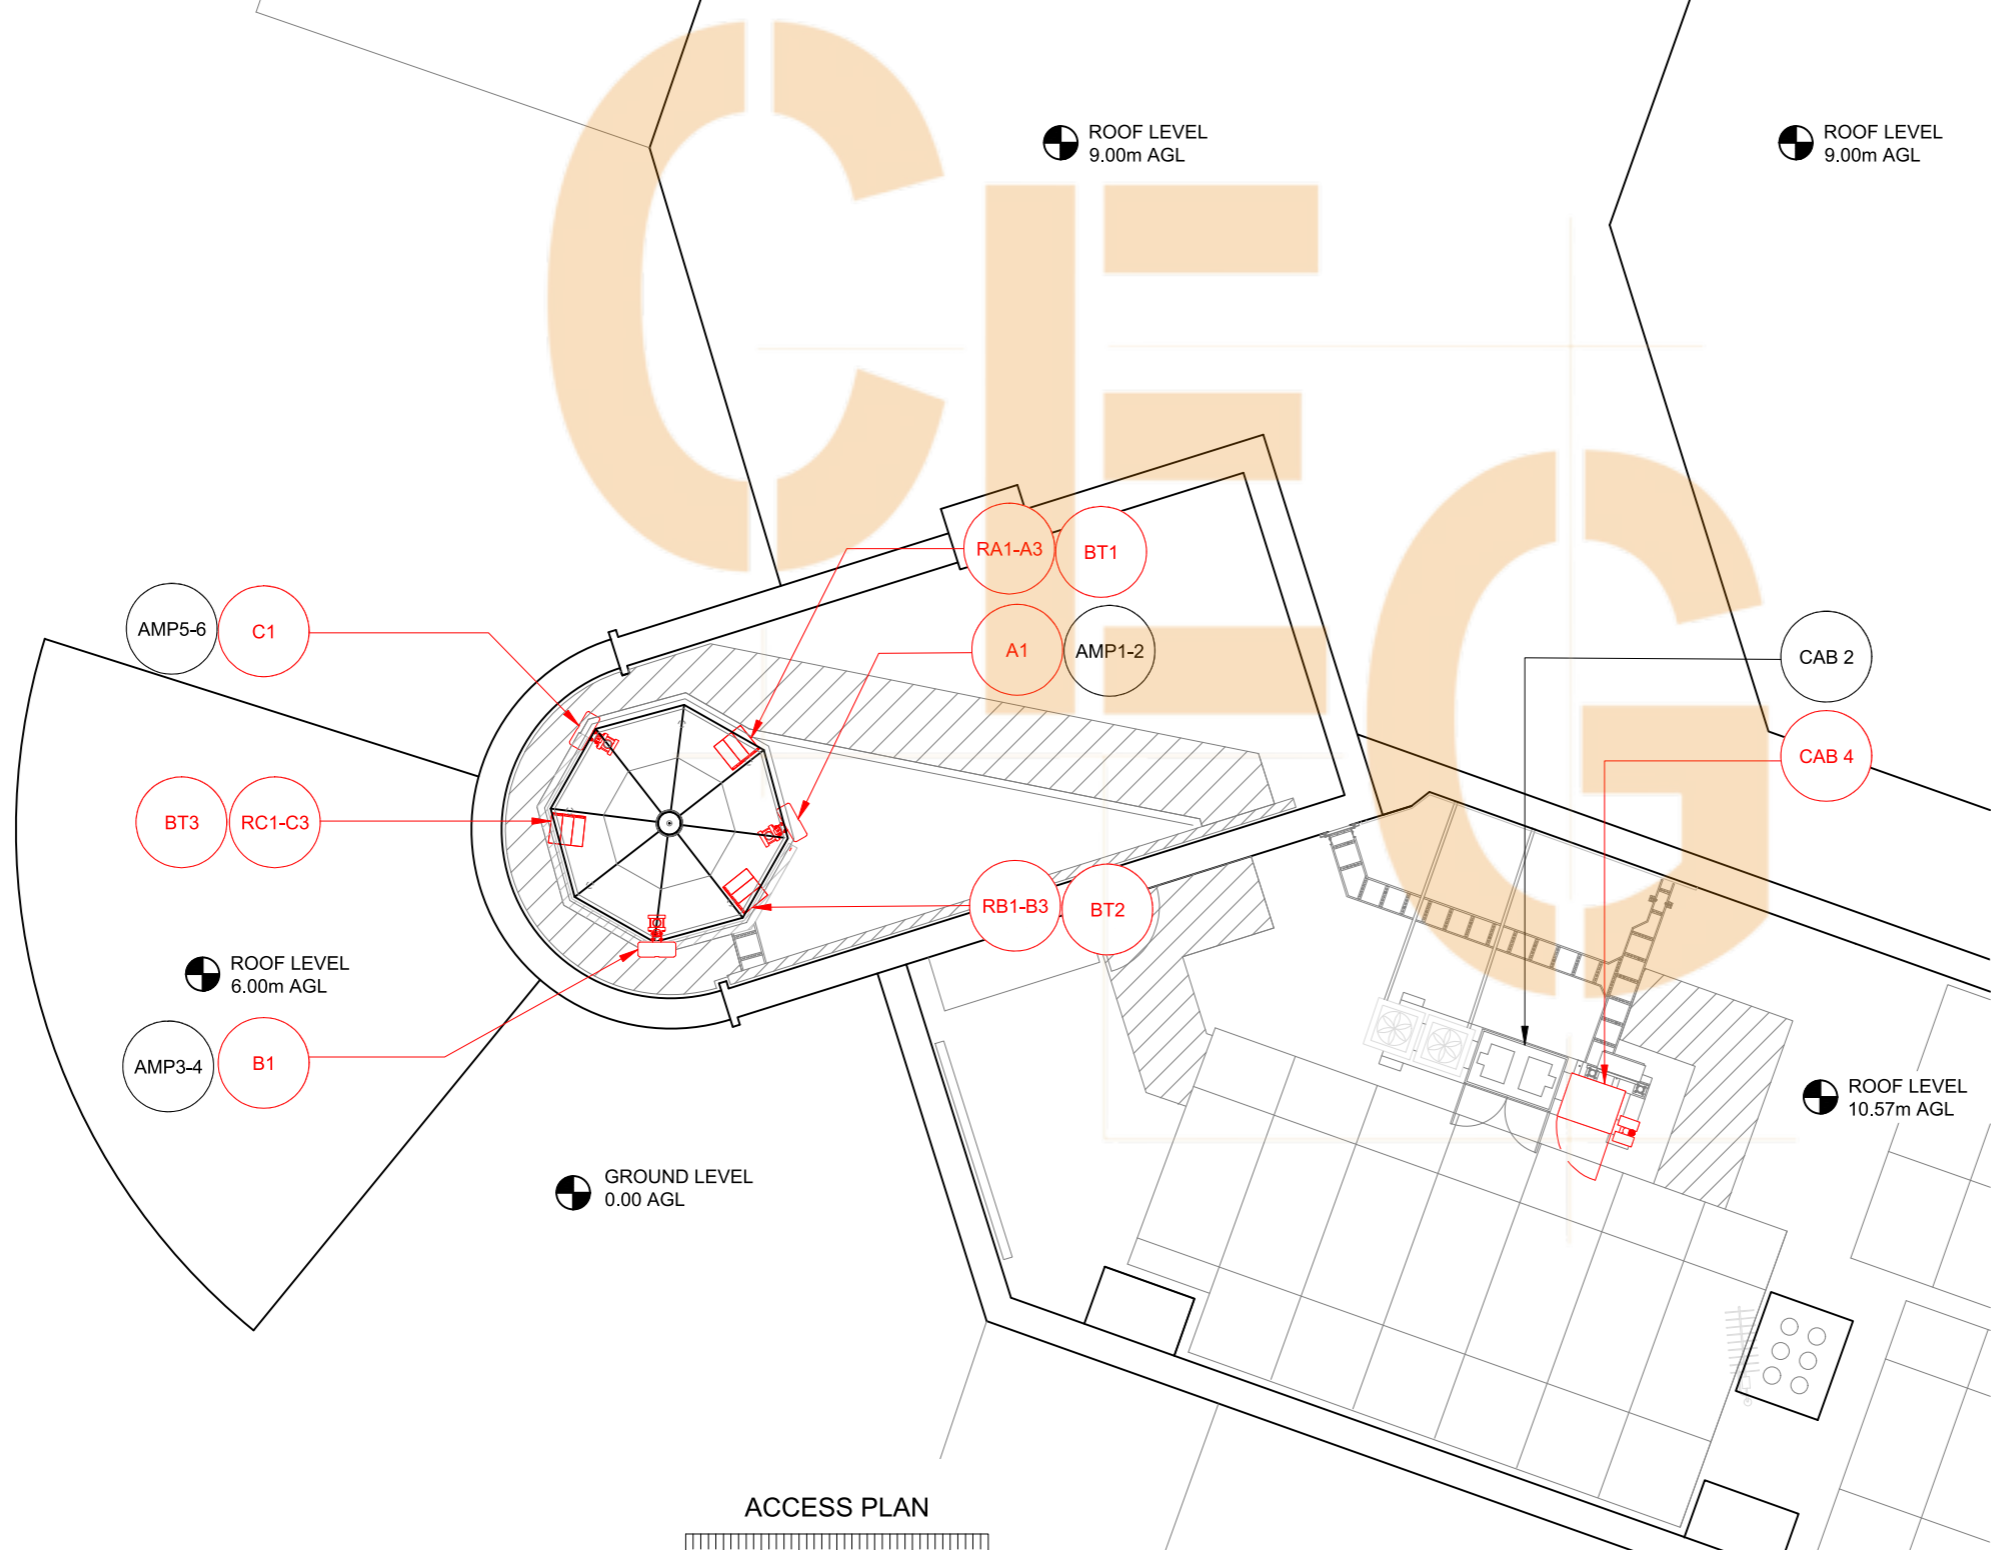 CEG
ROOF LEVEL
9.00m AGL
ROOF LEVEL
9.00m AGL
RA1-A3
BT1
AMP5-6
C1
A1
AMP1-2
CAB 2
CAB 4
BT3
RC1-C3
RB1-B3
BT2
ROOF LEVEL
6.00m AGL
AMP3-4
B1
ROOF LEVEL
10.57m AGL
GROUND LEVEL
0.00 AGL
ACCESS PLAN